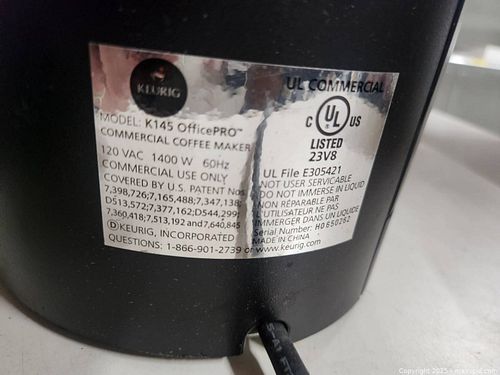 KEURIG
MODEL: K145 OfficePRO™
COMMERCIAL COFFEE MAKER
120 VAC 1400 W 60Hz
COMMERCIAL USE ONLY
COVERED BY U.S. PATENT Nos.
7,398,726;7,165,488;7,347,138;
D513,572;7,377,162;D544,299;
7,360,418;7,513,192 and 7,640,845
KEURIG, INCORPORATED
QUESTIONS: 1-866-901-2739 or www.keurig.com
UL COMMERCIAL
C UL US
LISTED
23V8
UL File E305421
NOT USER SERVICABLE
DO NOT IMMERSE IN LIQUID
NON RÉPARABLE PAR
L'UTILISATEUR NE PAS
IMMERGER DANS UN LIQUIDE
Serial Number: H0650282
MADE IN CHINA
Copyright 2025